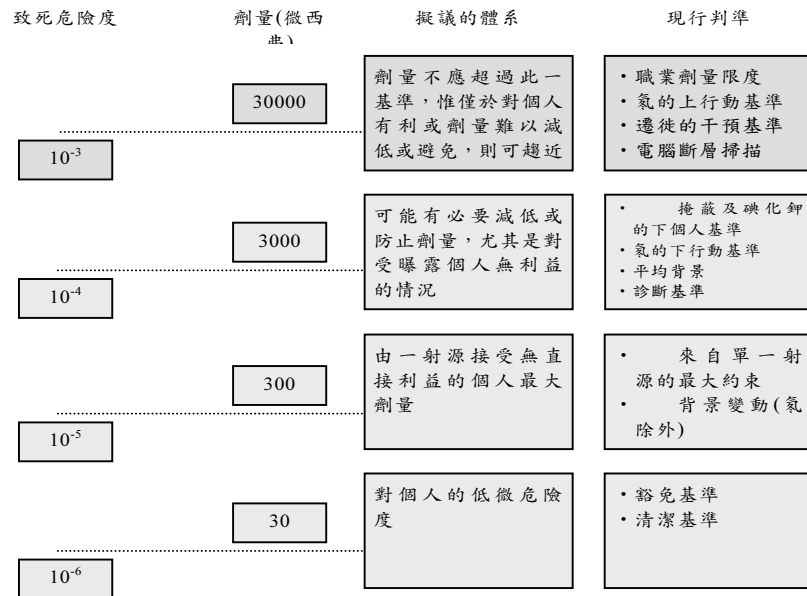 致死危險度
劑量(微西弗)
擬議的體系
現行判準
30000
劑量不應超過此一
基準，惟僅於對個人
有利或劑量難以減
低或避免，則可趨近
・職業劑量限度
・氡的上行動基準
・遷徙的干預基準
・電腦斷層掃描
10-3
3000
可能有必要減低或
防止劑量，尤其是對
受曝露個人無利益
的情況
・ 掩蔽及碘化鉀
的下個人基準
・氡的下行動基準
・平均背景
・診斷基準
10-4
300
由一射源接受無直
接利益的個人最大
劑量
・ 來自單一射
源的最大約束
・ 背景變動(氡
除外)
10-5
30
對個人的低微危險
度
・豁免基準
・清潔基準
10-6